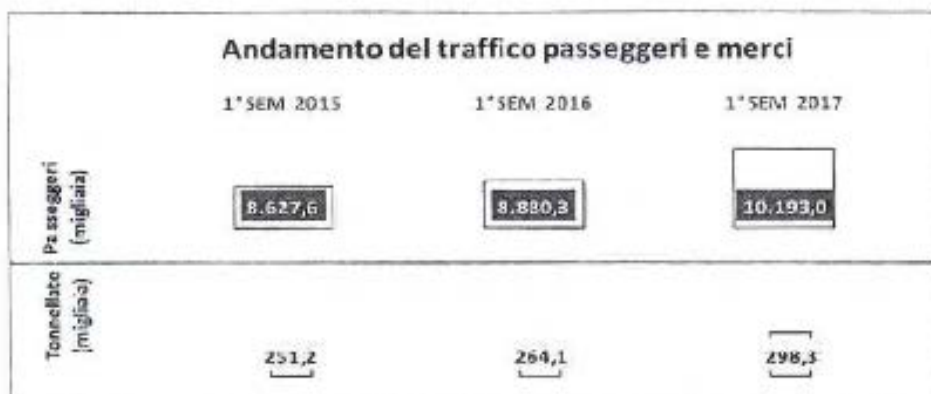 Andamento del traffico passeggeri e merci
1°SEM 2015 1°SEM 2016 1°SEM 2017
Passeggeri
(migliaia)
8.627,6 8.880,3 10.193,0
Tonnellate
(migliaia)
251,2 264,1 298,3